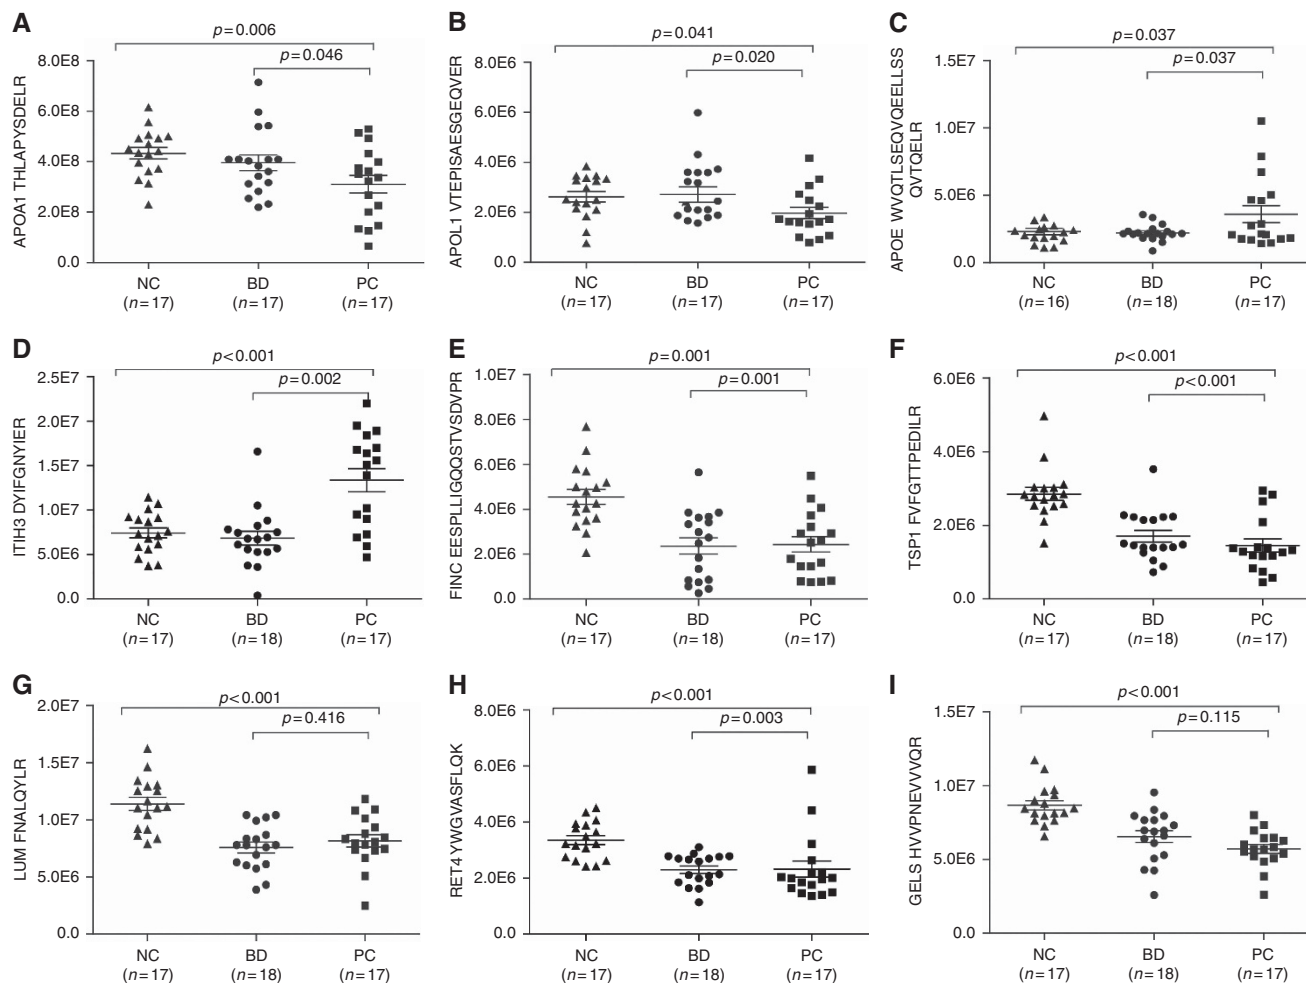 A
p=0.006
p=0.046
APOA1 THLAPYSDELR
8.0E8
6.0E8
4.0E8
2.0E8
0.0
NC
(n=17)
BD
(n=17)
PC
(n=17)
B
p=0.041
p=0.020
APOL1 VTEPISAESGEQVER
8.0E6
6.0E6
4.0E6
2.0E6
0.0
NC
(n=17)
BD
(n=17)
PC
(n=17)
C
p=0.037
p=0.037
APOE WVQTLSEQVQEELLSS
QVTQELR
1.5E7
1.0E7
5.0E6
0.0
NC
(n=16)
BD
(n=18)
PC
(n=17)
D
p<0.001
p=0.002
ITIH3 DYIFGNYIER
2.5E7
2.0E7
1.5E7
1.0E7
5.0E6
0.0
NC
(n=17)
BD
(n=18)
PC
(n=17)
E
p=0.001
p=0.001
FINC EESPLLIGQQSTVSDVPR
1.0E7
8.0E6
6.0E6
4.0E6
2.0E6
0.0
NC
(n=17)
BD
(n=18)
PC
(n=17)
F
p<0.001
p<0.001
TSP1 FVFGTTPEDILR
6.0E6
4.0E6
2.0E6
0.0
NC
(n=17)
BD
(n=18)
PC
(n=17)
G
p<0.001
p=0.416
LUM FNALQYLR
2.0E7
1.5E7
1.0E7
5.0E6
0.0
NC
(n=17)
BD
(n=18)
PC
(n=17)
H
p<0.001
p=0.003
RET4 YWGVASFLQK
8.0E6
6.0E6
4.0E6
2.0E6
0.0
NC
(n=17)
BD
(n=18)
PC
(n=17)
I
p<0.001
p=0.115
GELS HVVPNEVVVQR
1.5E7
1.0E7
5.0E6
0.0
NC
(n=17)
BD
(n=18)
PC
(n=17)